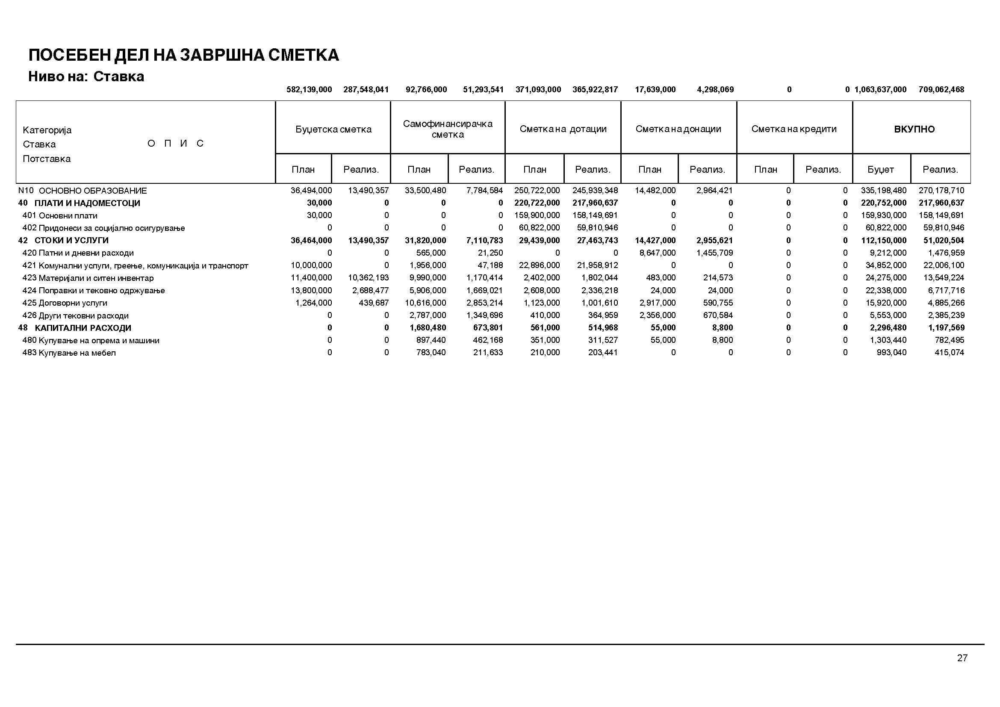 ПОСЕБЕН ДЕЛ НА ЗАВРШНА СМЕТКА
Ниво на: Ставка
582,139,000 287,548,041 92,766,000 51,293,541 371,093,000 365,922,817 17,639,000 4,298,069 0 0 1,063,637,000 709,062,468
Категорија
Ставка О П И С
Потставка
Буџетска сметка Самофинансирачка сметка Сметка на дотации Сметка на донации Сметка на кредити ВКУПНО
План Реализ. План Реализ. План Реализ. План Реализ. План Реализ. Буџет Реализ.
N10 ОСНОВНО ОБРАЗОВАНИЕ 36,494,000 13,490,357 33,500,480 7,784,584 250,722,000 245,939,348 14,482,000 2,964,421 0 0 335,198,480 270,178,710
40 ПЛАТИ И НАДОМЕСТОЦИ 30,000 0 0 0 220,722,000 217,960,637 0 0 0 0 220,752,000 217,960,637
401 Основни плати 30,000 0 0 0 159,900,000 158,149,691 0 0 0 0 159,930,000 158,149,691
402 Придонеси за социјално осигурување 0 0 0 0 60,822,000 59,810,946 0 0 0 0 60,822,000 59,810,946
42 СТОКИ И УСЛУГИ 36,464,000 13,490,357 31,820,000 7,110,783 29,439,000 27,463,743 14,427,000 2,955,621 0 0 112,150,000 51,020,504
420 Патни и дневни расходи 0 0 565,000 21,250 0 0 8,647,000 1,455,709 0 0 9,212,000 1,476,959
421 Комунални услуги, греење, комуникација и транспорт 10,000,000 0 1,956,000 47,188 22,896,000 21,958,912 0 0 0 0 34,852,000 22,006,100
423 Материјали и ситен инвентар 11,400,000 10,362,193 9,990,000 1,170,414 2,402,000 1,802,044 483,000 214,573 0 0 24,275,000 13,549,224
424 Поправки и тековно одржување 13,800,000 2,688,477 5,906,000 1,669,021 2,608,000 2,336,218 24,000 24,000 0 0 22,338,000 6,717,716
425 Договорни услуги 1,264,000 439,687 10,616,000 2,853,214 1,123,000 1,001,610 2,917,000 590,755 0 0 15,920,000 4,885,266
426 Други тековни расходи 0 0 2,787,000 1,349,696 410,000 364,959 2,356,000 670,584 0 0 5,553,000 2,385,239
48 КАПИТАЛНИ РАСХОДИ 0 0 1,680,480 673,801 561,000 514,968 55,000 8,800 0 0 2,296,480 1,197,569
480 Купување на опрема и машини 0 0 897,440 462,168 351,000 311,527 55,000 8,800 0 0 1,303,440 782,495
483 Купување на мебел 0 0 783,040 211,633 210,000 203,441 0 0 0 0 993,040 415,074
27